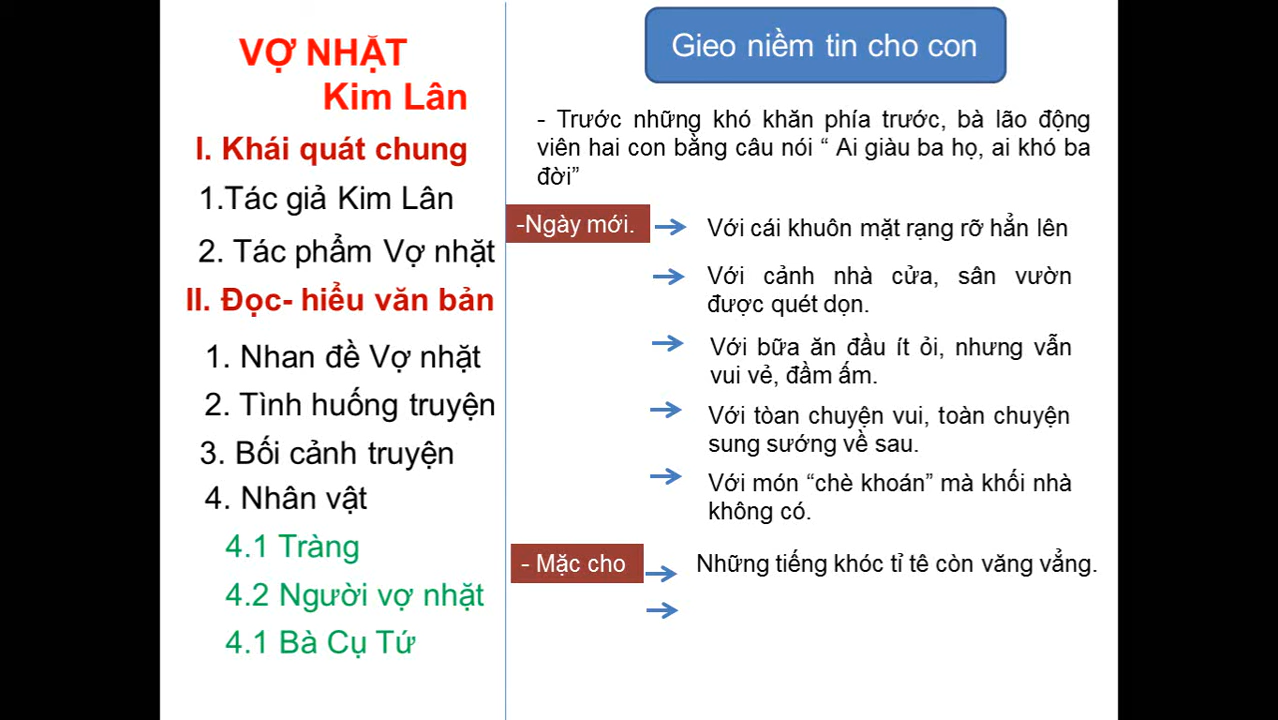 VỢ NHẶT
Kim Lân
I. Khái quát chung
1.Tác giả Kim Lân
2. Tác phẩm Vợ nhặt
II. Đọc- hiểu văn bản
1. Nhan đề Vợ nhặt
2. Tình huống truyện
3. Bối cảnh truyện
4. Nhân vật
4.1 Tràng
4.2 Người vợ nhặt
4.1 Bà Cụ Tứ
Gieo niềm tin cho con
- Trước những khó khăn phía trước, bà lão động
viên hai con bằng câu nói “ Ai giàu ba họ, ai khó ba
đời”
-Ngày mới.
Với cái khuôn mặt rạng rỡ hẳn lên
Với cảnh nhà cửa, sân vườn
được quét dọn.
Với bữa ăn đầu ít ỏi, nhưng vẫn
vui vẻ, đầm ấm.
Với tòan chuyện vui, toàn chuyện
sung sướng về sau.
Với món “chè khoán” mà khối nhà
không có.
- Mặc cho
Những tiếng khóc tỉ tê còn văng vẳng.